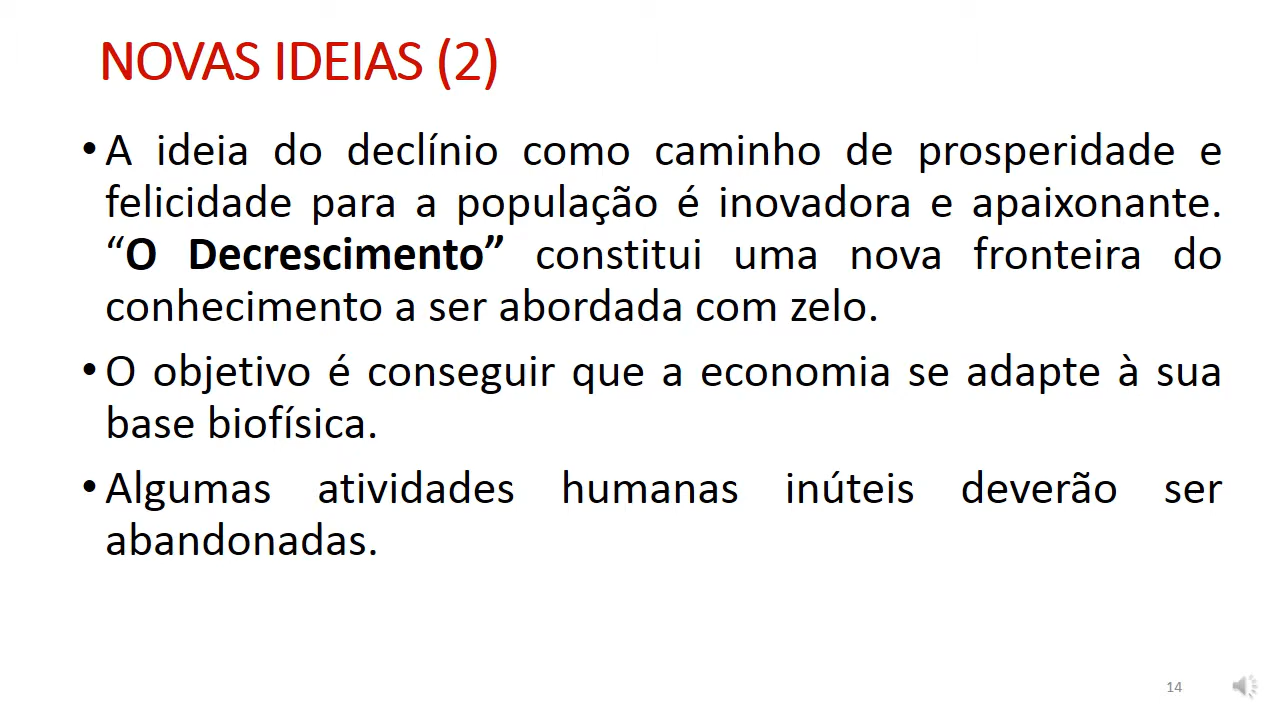 NOVAS IDEIAS (2)
• A ideia do declínio como caminho de prosperidade e
felicidade para a população é inovadora e apaixonante.
“O Decrescimento” constitui uma nova fronteira do
conhecimento a ser abordada com zelo.
• O objetivo é conseguir que a economia se adapte à sua
base biofísica.
• Algumas atividades humanas inúteis deverão ser
abandonadas.
14